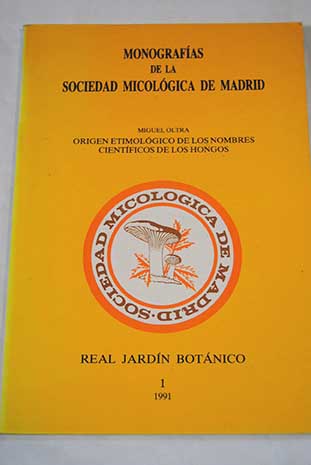 MONOGRAFÍAS
DE LA
SOCIEDAD MICOLÓGICA DE MADRID
MIGUEL OLTRA
ORIGEN ETIMOLÓGICO DE LOS NOMBRES
CIENTÍFICOS DE LOS HONGOS
SOCIEDAD MICOLOGICA DE MADRID·
REAL JARDÍN BOTÁNICO
1
1991